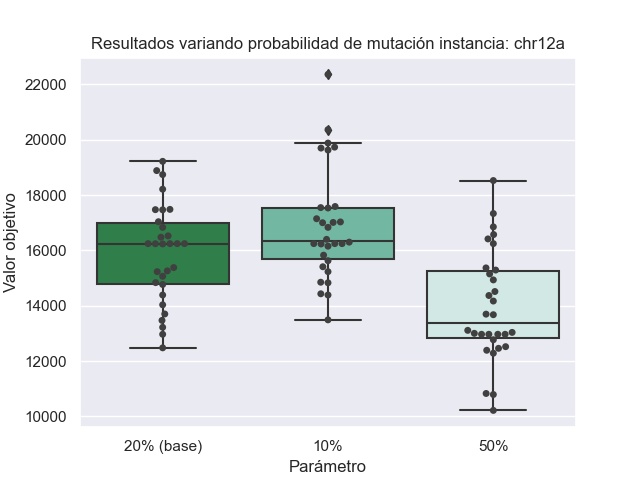 Resultados variando probabilidad de mutación instancia: chr12a
22000
20000
18000
16000
14000
12000
10000
Valor objetivo
20% (base) 10% 50%
Parámetro